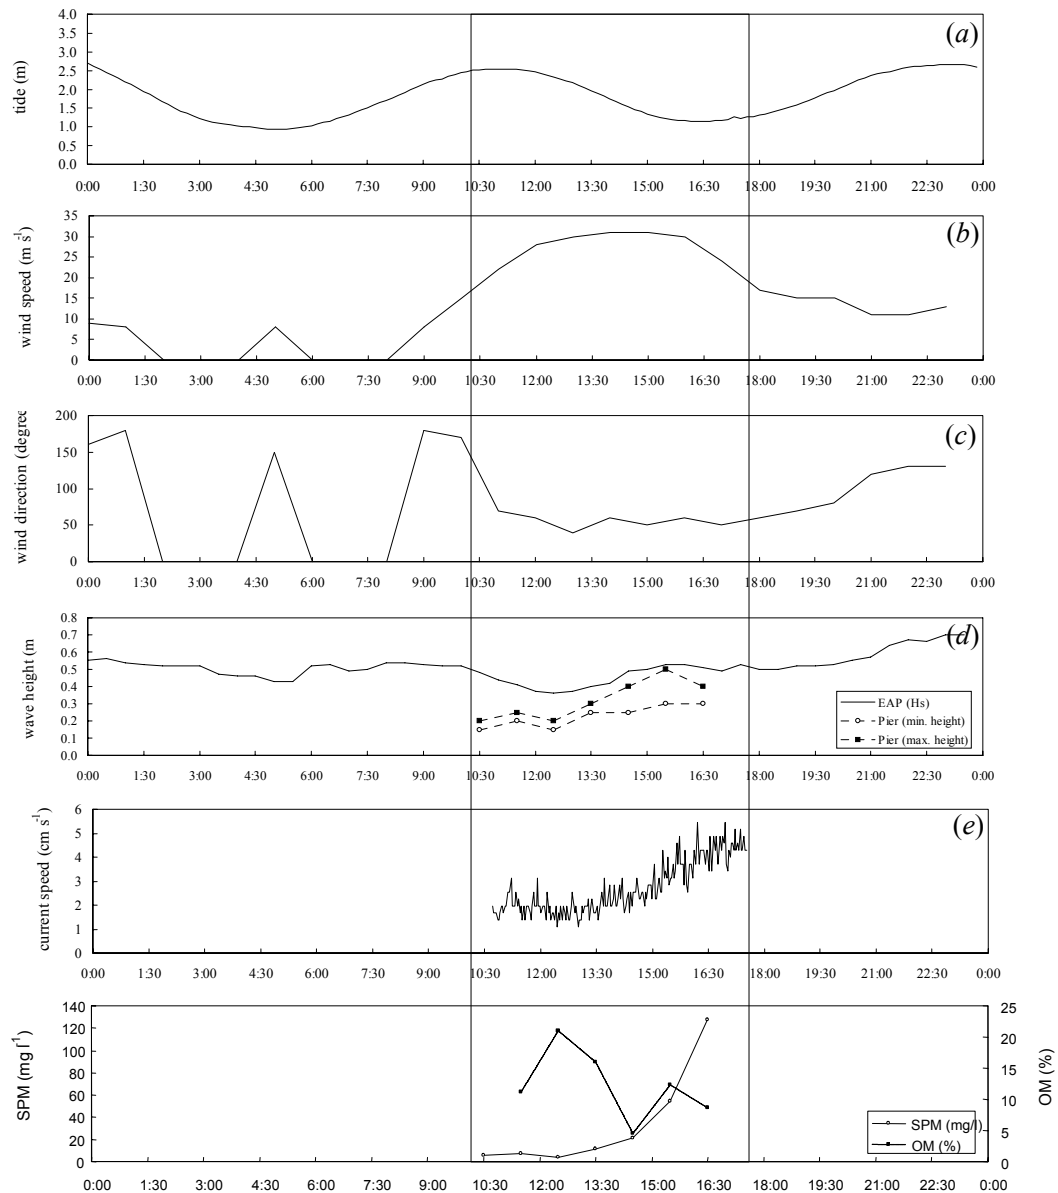 4.0
3.5
3.0
2.5
2.0
1.5
1.0
0.5
0.0
tide (m)
(a)
0:00 1:30 3:00 4:30 6:00 7:30 9:00 10:30 12:00 13:30 15:00 16:30 18:00 19:30 21:00 22:30 0:00
35
30
25
20
15
10
5
0
wind speed (m s-1)
(b)
0:00 1:30 3:00 4:30 6:00 7:30 9:00 10:30 12:00 13:30 15:00 16:30 18:00 19:30 21:00 22:30 0:00
200
150
100
50
0
wind direction (degree
(c)
0:00 1:30 3:00 4:30 6:00 7:30 9:00 10:30 12:00 13:30 15:00 16:30 18:00 19:30 21:00 22:30 0:00
0.8
0.7
0.6
0.5
0.4
0.3
0.2
0.1
0.0
wave height (m
(d)
EAP (Hs)
Pier (min. height)
Pier (max. height)
0:00 1:30 3:00 4:30 6:00 7:30 9:00 10:30 12:00 13:30 15:00 16:30 18:00 19:30 21:00 22:30 0:00
6
5
4
3
2
1
0
current speed (cm s-1)
(e)
0:00 1:30 3:00 4:30 6:00 7:30 9:00 10:30 12:00 13:30 15:00 16:30 18:00 19:30 21:00 22:30 0:00
140
120
100
80
60
40
20
0
SPM (mg l-1)
25
20
15
10
5
0
OM (%)
SPM (mg/l)
OM (%)
0:00 1:30 3:00 4:30 6:00 7:30 9:00 10:30 12:00 13:30 15:00 16:30 18:00 19:30 21:00 22:30 0:00